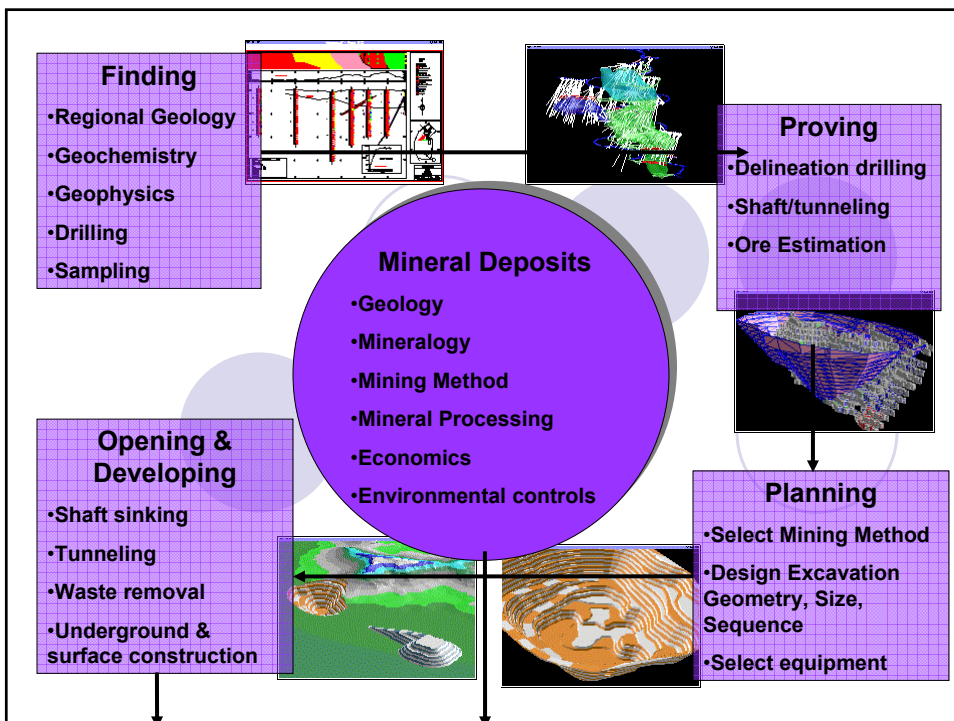 Finding
•Regional Geology
•Geochemistry
•Geophysics
•Drilling
•Sampling
Proving
•Delineation drilling
•Shaft/tunneling
•Ore Estimation
Mineral Deposits
•Geology
•Mineralogy
•Mining Method
•Mineral Processing
•Economics
•Environmental controls
Opening &
Developing
•Shaft sinking
•Tunneling
•Waste removal
•Underground &
surface construction
Planning
•Select Mining Method
•Design Excavation
Geometry, Size,
Sequence
•Select equipment